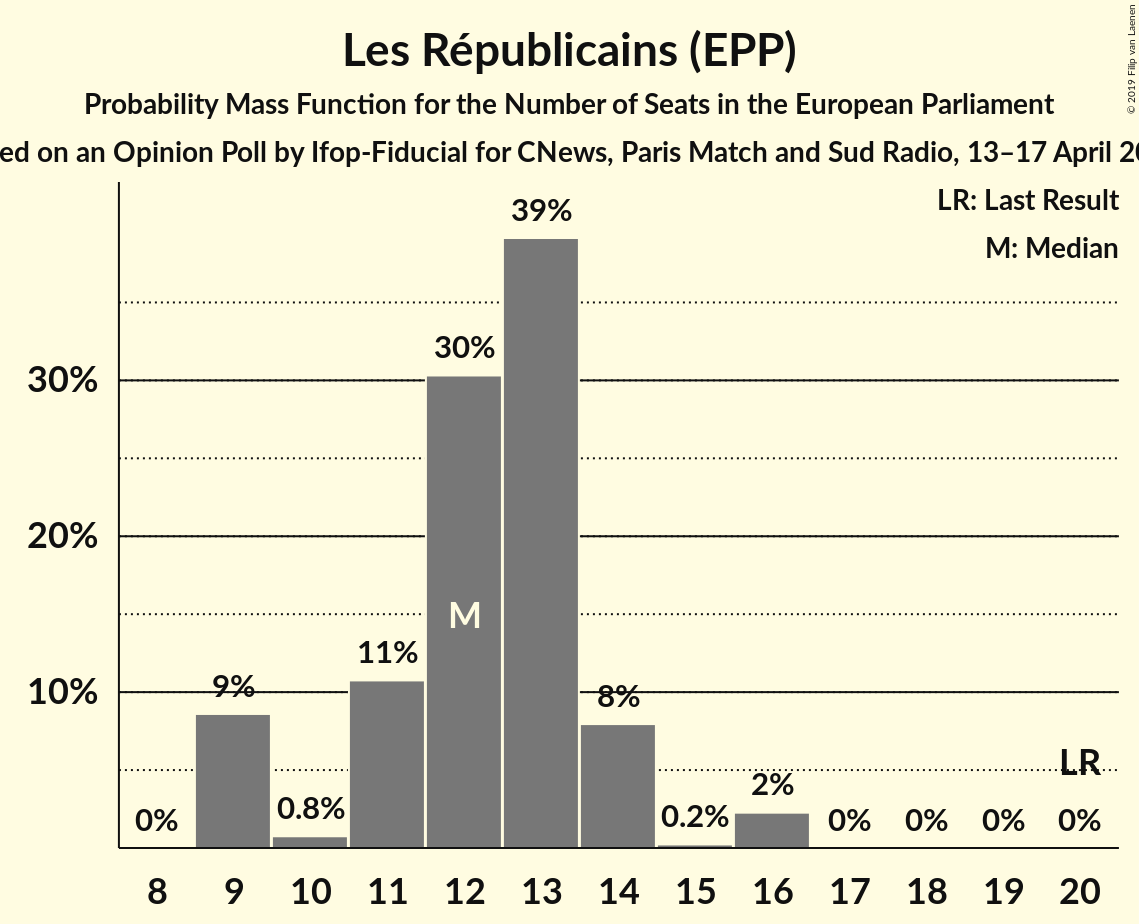 Les Républicains (EPP)
Probability Mass Function for the Number of Seats in the European Parliament
ed on an Opinion Poll by Ifop-Fiducial for CNews, Paris Match and Sud Radio, 13–17 April 20
© 2019 Filip van Laenen
LR: Last Result
M: Median
39%
30%
30%
20%
M
11%
10%
9%
8%
LR
2%
0%
0.8%
0.2%
0%
0%
0%
0%
8 9 10 11 12 13 14 15 16 17 18 19 20